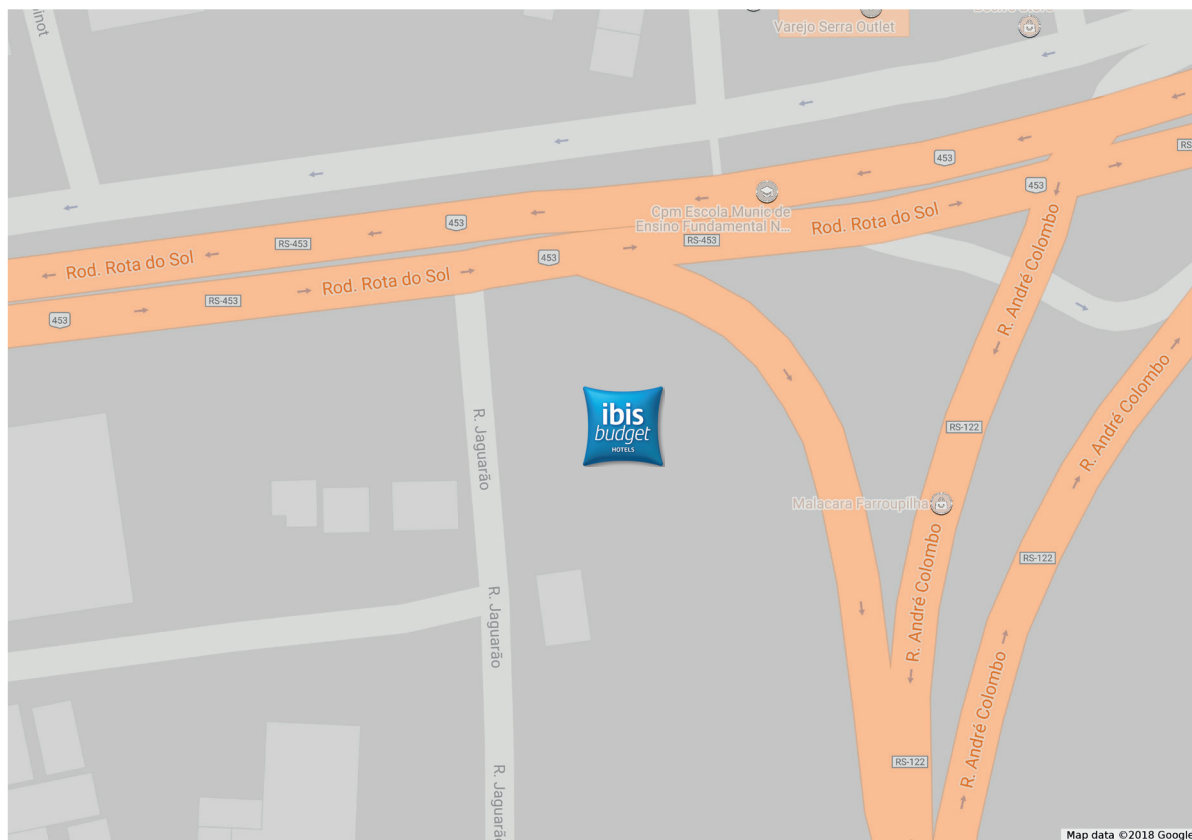 Varejo Serra Outlet
453
453
Cpm Escola Munic de
Ensino Fundamental N...
Rod. Rota do Sol
RS-453
453
RS-453
Rod. Rota do Sol
453
Rod. Rota do Sol
RS-453
453
R. André Colombo
R. André Colombo
ibis
budget
HOTELS
R. Jaguarão
RS-122
Malacara Farroupilha
R. André Colombo
RS-122
R. Jaguarão
R. André Colombo
RS-122
R. Jaguarão
Map data ©2018 Google